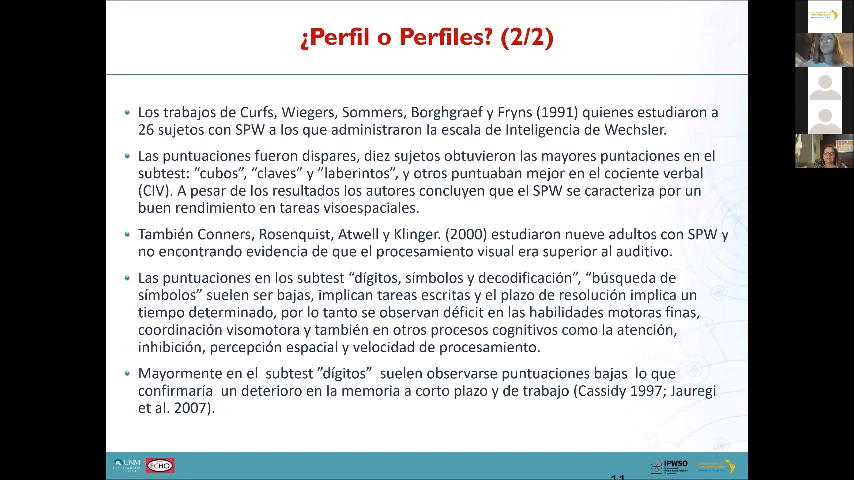 ¿Perfil o Perfiles? (2/2)
Los trabajos de Curfs, Wiegers, Sommers, Borghgraef y Fryns (1991) quienes estudiaron a
26 sujetos con SPW a los que administraron la escala de Inteligencia de Wechsler.
Las puntuaciones fueron dispares, diez sujetos obtuvieron las mayores puntaciones en el
subtest: “cubos”, “claves” y ”laberintos”, y otros puntuaban mejor en el cociente verbal
(CIV). A pesar de los resultados los autores concluyen que el SPW se caracteriza por un
buen rendimiento en tareas visoespaciales.
También Conners, Rosenquist, Atwell y Klinger. (2000) estudiaron nueve adultos con SPW y
no encontrando evidencia de que el procesamiento visual era superior al auditivo.
Las puntuaciones en los subtest “dígitos, símbolos y decodificación”, “búsqueda de
símbolos” suelen ser bajas, implican tareas escritas y el plazo de resolución implica un
tiempo determinado, por lo tanto se observan déficit en las habilidades motoras finas,
coordinación visomotora y también en otros procesos cognitivos como la atención,
inhibición, percepción espacial y velocidad de procesamiento.
Mayormente en el subtest ”dígitos” suelen observarse puntuaciones bajas lo que
confirmaría un deterioro en la memoria a corto plazo y de trabajo (Cassidy 1997; Jauregi
et al. 2007).
UNM
ECHO
IPWSO
11